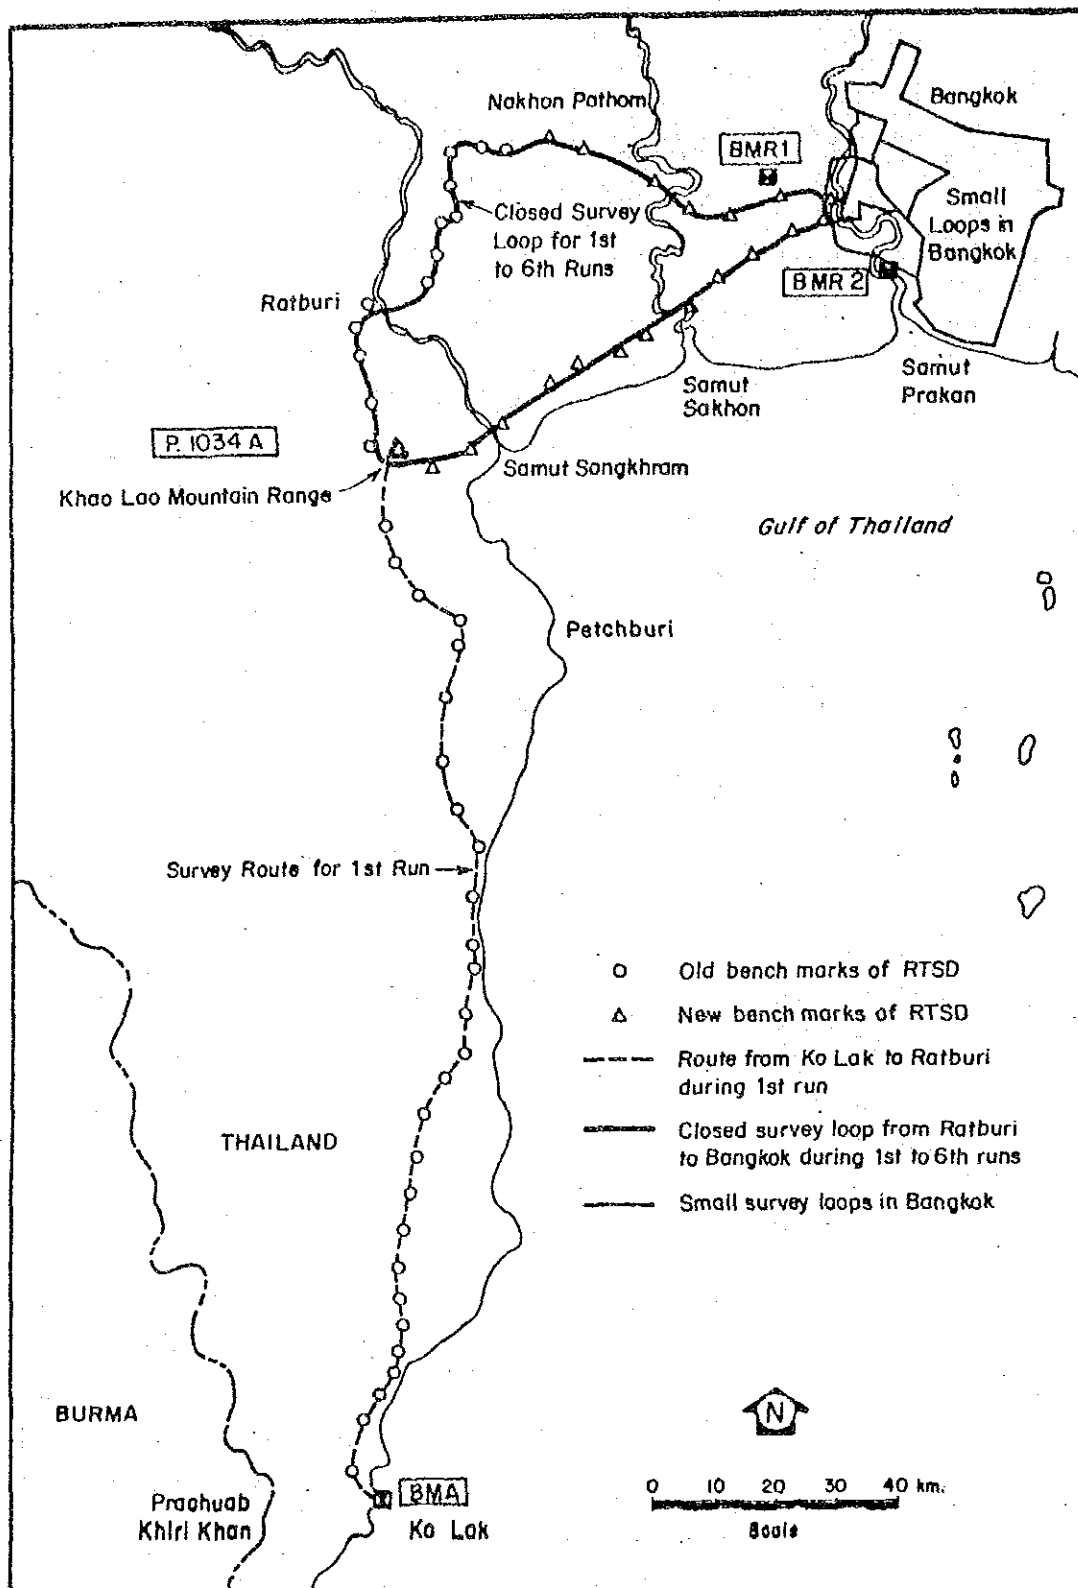 Nakhon Pathom
Bangkok
BMR1
Closed Survey
Loop for 1st
to 6th Runs
Small
Loops in
Bangkok
BMR 2
Ratburi
Samut
Prakan
Samut
Sakhon
P. 1034 A
Samut Songkhram
Khao Lao Mountain Range
Gulf of Thailand
Petchburi
Survey Route for 1st Run
Old bench marks of RTSD
New bench marks of RTSD
Route from Ko Lak to Ratburi
during 1st run
THAILAND
Closed survey loop from Ratburi
to Bangkok during 1st to 6th runs
Small survey loops in Bangkok
BURMA
N
0 10 20 30 40 km.
Scale
BMA
Ko Lak
Prachuab
Khiri Khan